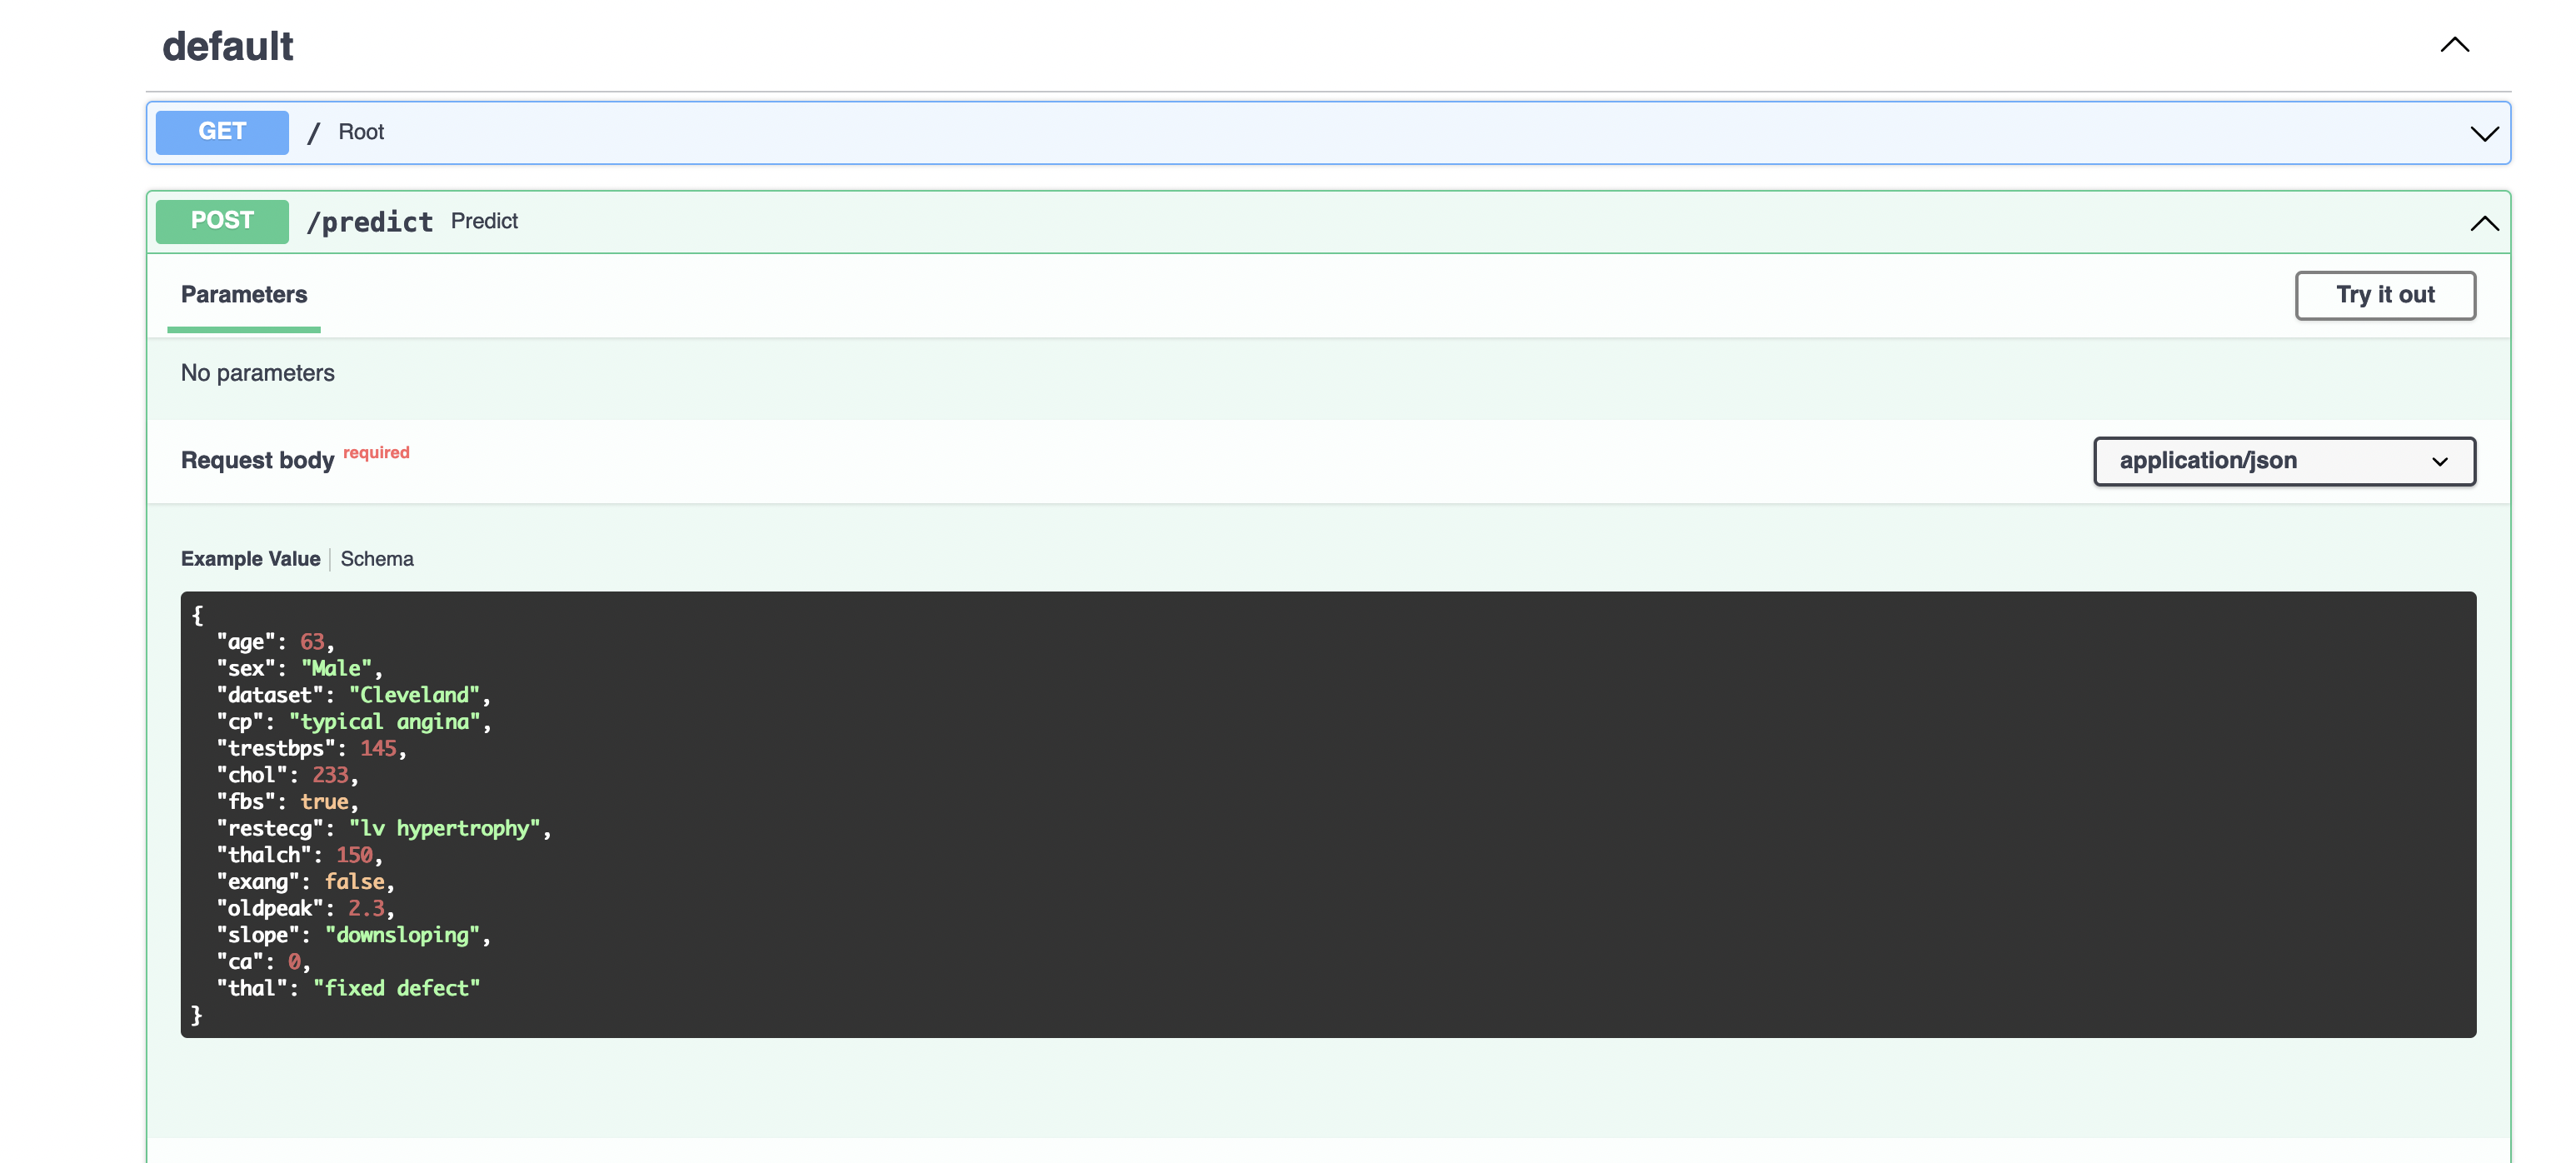 default
GET / Root
POST /predict Predict
Parameters
Try it out
No parameters
Request body required
application/json
Example Value | Schema
{
  "age": 63,
  "sex": "Male",
  "dataset": "Cleveland",
  "cp": "typical angina",
  "trestbps": 145,
  "chol": 233,
  "fbs": true,
  "restecg": "lv hypertrophy",
  "thalch": 150,
  "exang": false,
  "oldpeak": 2.3,
  "slope": "downsloping",
  "ca": 0,
  "thal": "fixed defect"
}